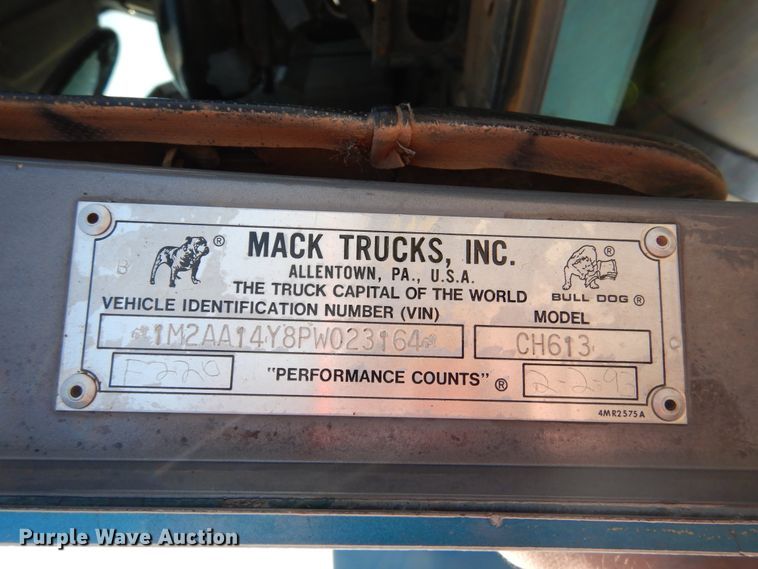 ® MACK TRUCKS, INC. ®
ALLENTOWN, PA., U.S.A.
THE TRUCK CAPITAL OF THE WORLD
BULL DOG ®
VEHICLE IDENTIFICATION NUMBER (VIN) MODEL
1M2AA14Y8PW023164 CH613
"PERFORMANCE COUNTS" ® 2-2-93
4MR2575A
Purple Wave Auction